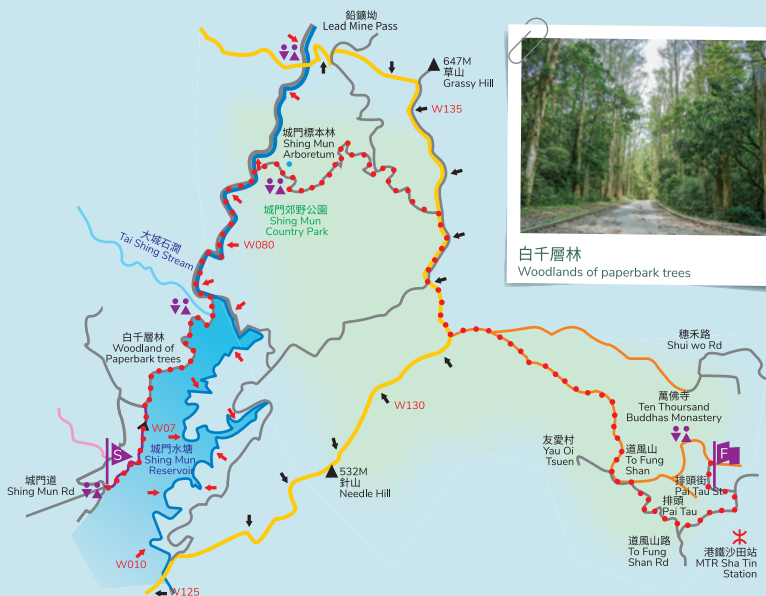 鉛鑛坳
Lead Mine Pass
647M
草山
Grassy Hill
W135
城門標本林
Shing Mun
Arboretum
城門郊野公園
Shing Mun
Country Park
W080
大城石澗
Tai Shing Stream
白千層林
Woodlands of paperbark trees
白千層林
Woodland of
Paperbark trees
穗禾路
Shui wo Rd
萬佛寺
Ten Thoursand
Buddhas Monastery
W130
W07
S
城門水塘
Shing Mun
Reservoir
城門道
Shing Mun Rd
友愛村
Yau Oi
Tsuen
道風山
To Fung
Shan
F
排頭街
Pai Tau St
排頭
Pai Tau
532M
針山
Needle Hill
道風山路
To Fung
Shan Rd
港鐵沙田站
MTR Sha Tin
Station
W010
W125